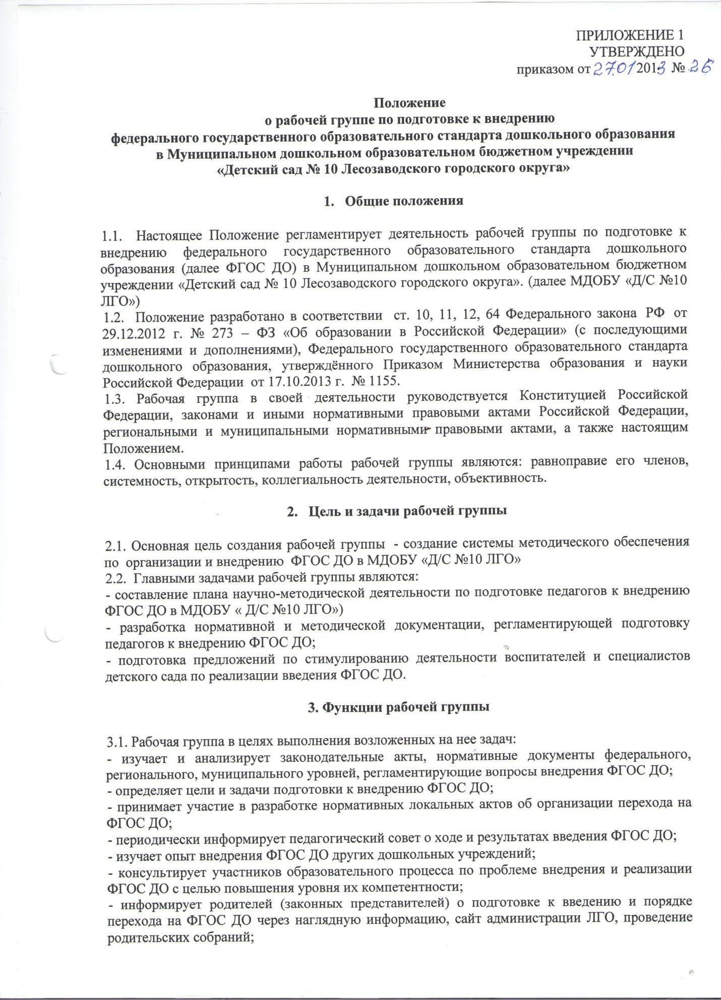 ПРИЛОЖЕНИЕ 1
УТВЕРЖДЕНО
приказом от 27.01 2013 № 26
Положение
о рабочей группе по подготовке к внедрению
федерального государственного образовательного стандарта дошкольного образования
в Муниципальном дошкольном образовательном бюджетном учреждении
«Детский сад № 10 Лесозаводского городского округа»
1. Общие положения
1.1. Настоящее Положение регламентирует деятельность рабочей группы по подготовке к
внедрению федерального государственного образовательного стандарта дошкольного
образования (далее ФГОС ДО) в Муниципальном дошкольном образовательном бюджетном
учреждении «Детский сад № 10 Лесозаводского городского округа». (далее МДОБУ «Д/С №10
ЛГО»)
1.2. Положение разработано в соответствии ст. 10, 11, 12, 64 Федерального закона РФ от
29.12.2012 г. № 273 – ФЗ «Об образовании в Российской Федерации» (с последующими
изменениями и дополнениями), Федерального государственного образовательного стандарта
дошкольного образования, утверждённого Приказом Министерства образования и науки
Российской Федерации от 17.10.2013 г. № 1155.
1.3. Рабочая группа в своей деятельности руководствуется Конституцией Российской
Федерации, законами и иными нормативными правовыми актами Российской Федерации,
региональными и муниципальными нормативными правовыми актами, а также настоящим
Положением.
1.4. Основными принципами работы рабочей группы являются: равноправие его членов,
системность, открытость, коллегиальность деятельности, объективность.
2. Цель и задачи рабочей группы
2.1. Основная цель создания рабочей группы - создание системы методического обеспечения
по организации и внедрению ФГОС ДО в МДОБУ «Д/С №10 ЛГО»
2.2. Главными задачами рабочей группы являются:
- составление плана научно-методической деятельности по подготовке педагогов к внедрению
ФГОС ДО в МДОБУ « Д/С №10 ЛГО»)
- разработка нормативной и методической документации, регламентирующей подготовку
педагогов к внедрению ФГОС ДО;
- подготовка предложений по стимулированию деятельности воспитателей и специалистов
детского сада по реализации введения ФГОС ДО.
3. Функции рабочей группы
3.1. Рабочая группа в целях выполнения возложенных на нее задач:
- изучает и анализирует законодательные акты, нормативные документы федерального,
регионального, муниципального уровней, регламентирующие вопросы внедрения ФГОС ДО;
- определяет цели и задачи подготовки к внедрению ФГОС ДО;
- принимает участие в разработке нормативных локальных актов об организации перехода на
ФГОС ДО;
- периодически информирует педагогический совет о ходе и результатах введения ФГОС ДО;
- изучает опыт внедрения ФГОС ДО других дошкольных учреждений;
- консультирует участников образовательного процесса по проблеме внедрения и реализации
ФГОС ДО с целью повышения уровня их компетентности;
- информирует родителей (законных представителей) о подготовке к введению и порядке
перехода на ФГОС ДО через наглядную информацию, сайт администрации ЛГО, проведение
родительских собраний;